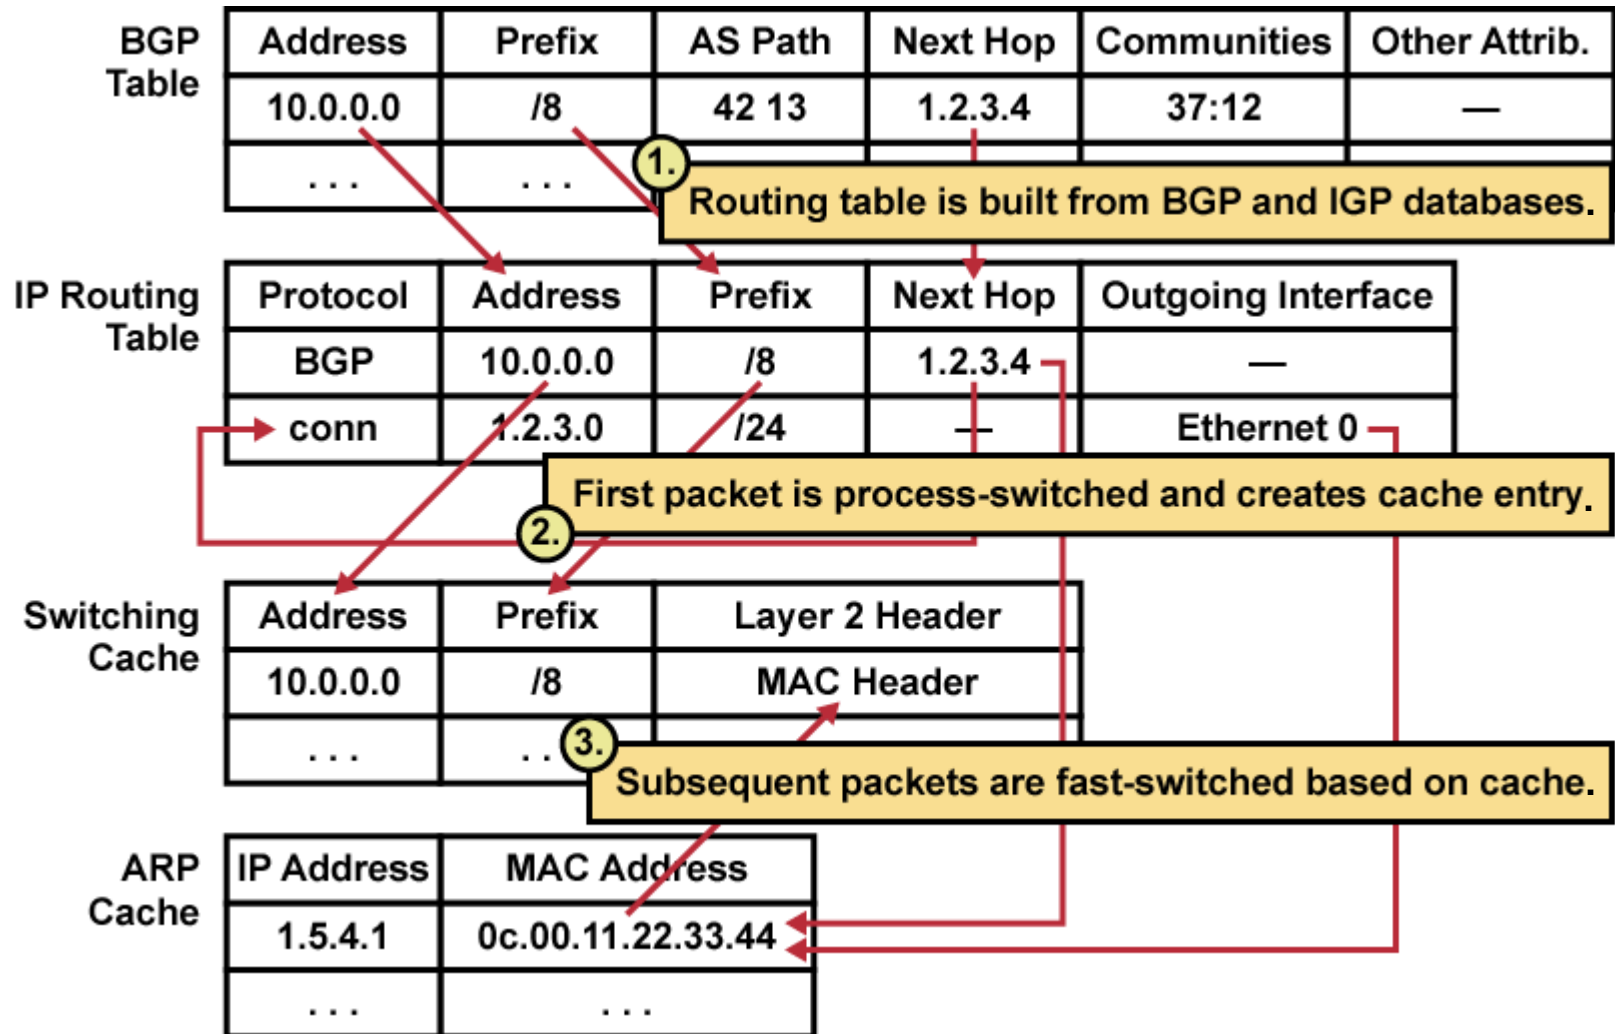 BGP Table
Address Prefix AS Path Next Hop Communities Other Attrib.
10.0.0.0 /8 42 13 1.2.3.4 37:12 —
. . . . . .
1. Routing table is built from BGP and IGP databases.
IP Routing Table
Protocol Address Prefix Next Hop Outgoing Interface
BGP 10.0.0.0 /8 1.2.3.4 —
conn 1.2.3.0 /24 — Ethernet 0
2. First packet is process-switched and creates cache entry.
Switching Cache
Address Prefix Layer 2 Header
10.0.0.0 /8 MAC Header
. . . . .
3. Subsequent packets are fast-switched based on cache.
ARP Cache
IP Address MAC Address
1.5.4.1 0c.00.11.22.33.44
. . . . . .